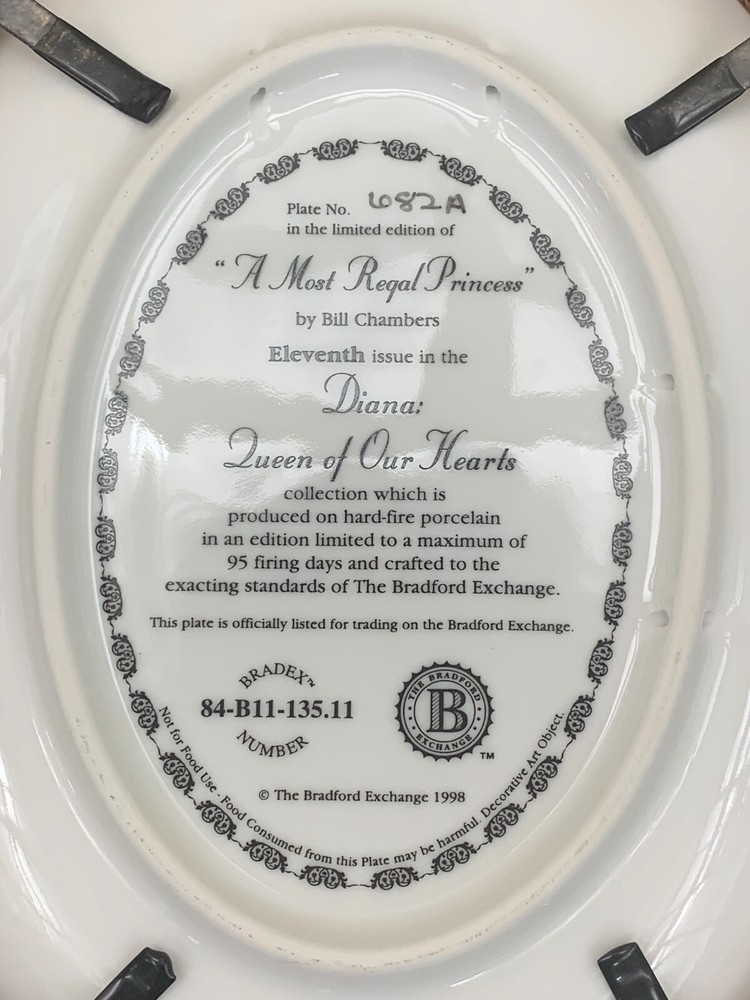 Plate No. 682A
in the limited edition of
“A Most Regal Princess”
by Bill Chambers
Eleventh issue in the
Diana:
Queen of Our Hearts
collection which is
produced on hard-fire porcelain
in an edition limited to a maximum of
95 firing days and crafted to the
exacting standards of The Bradford Exchange.
This plate is officially listed for trading on the Bradford Exchange.
BRADEX™
84-B11-135.11
NUMBER
THE BRADFORD
B
EXCHANGE
™
© The Bradford Exchange 1998
Not for Food Use - Food Consumed from this Plate may be harmful. Decorative Art Object.